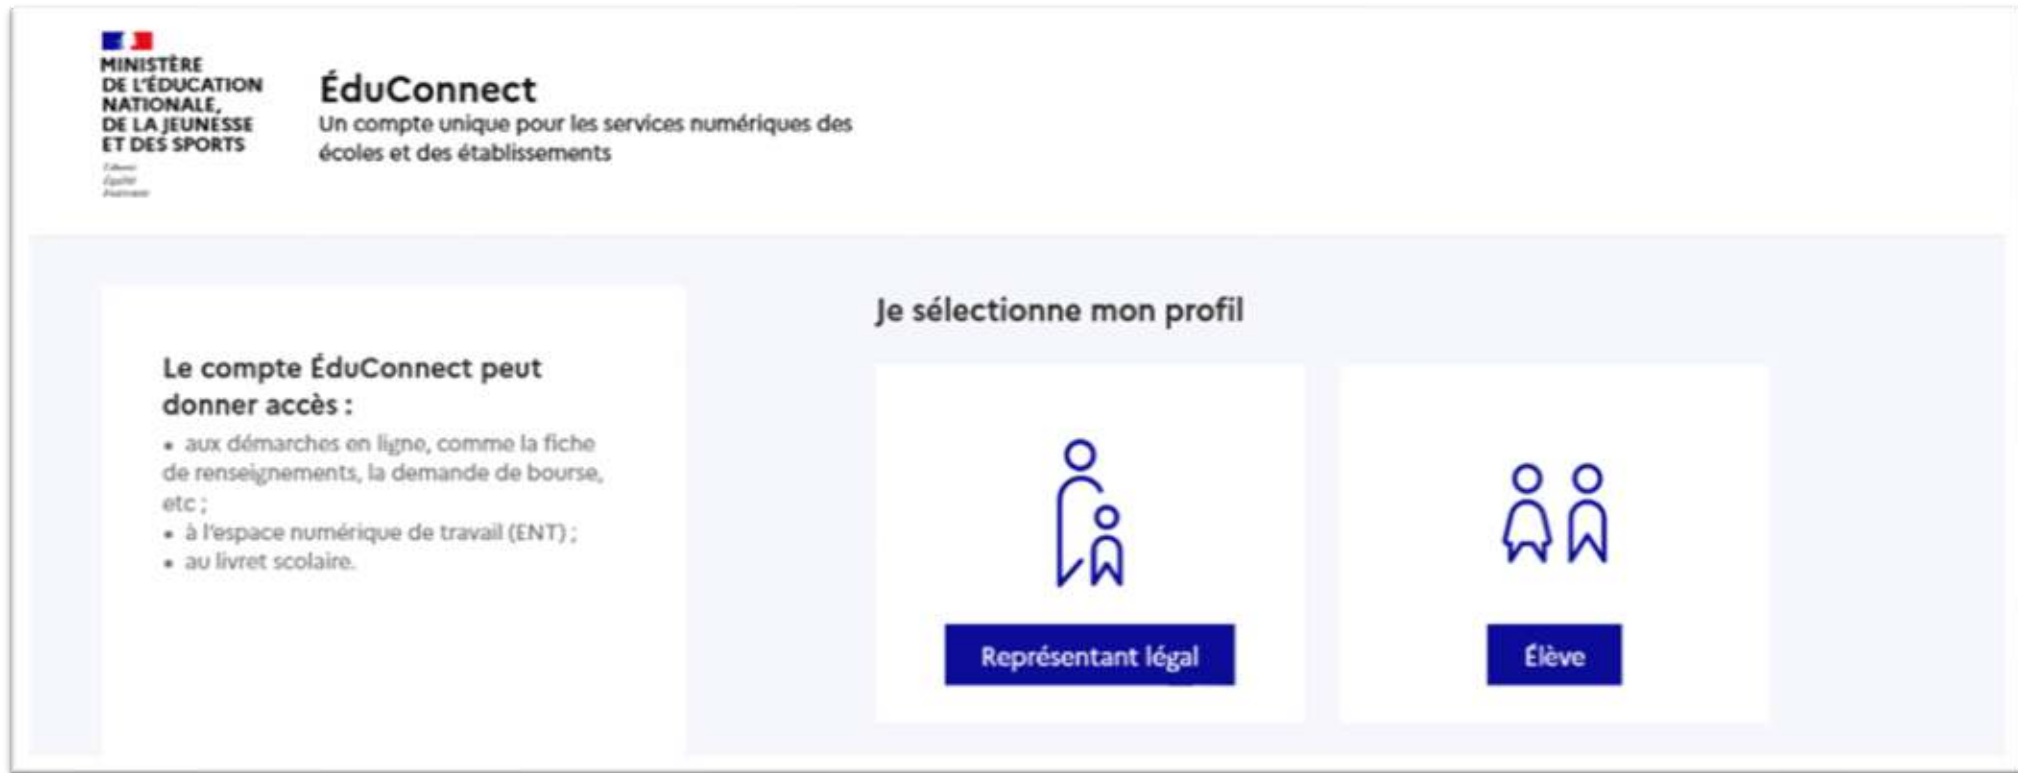 MINISTÈRE
DE L'ÉDUCATION
NATIONALE,
DE LA JEUNESSE
ET DES SPORTS
Liberté
Égalité
Fraternité
ÉduConnect
Un compte unique pour les services numériques des
écoles et des établissements
Le compte ÉduConnect peut
donner accès :
• aux démarches en ligne, comme la fiche
de renseignements, la demande de bourse,
etc ;
• à l'espace numérique de travail (ENT) ;
• au livret scolaire.
Je sélectionne mon profil
Représentant légal
Élève